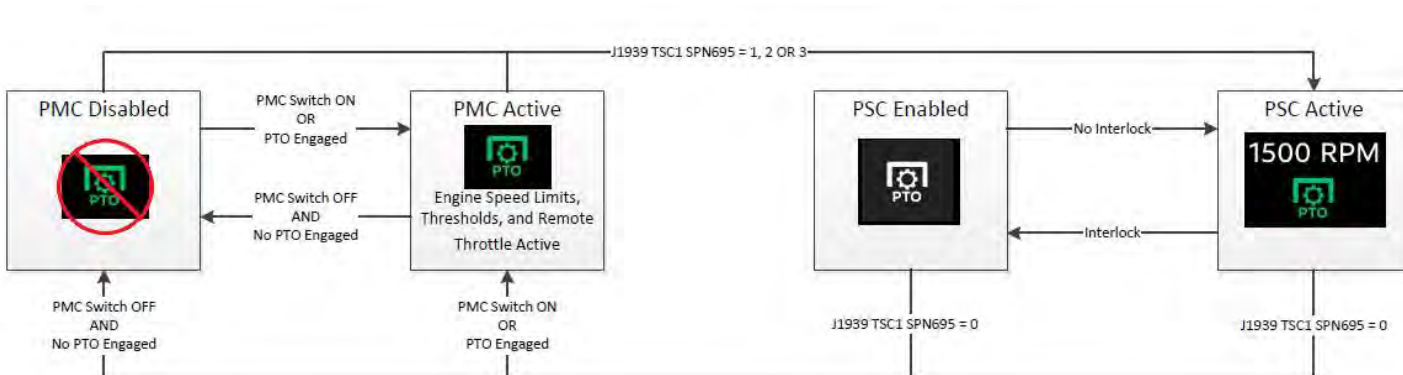 J1939 TSC1 SPN695 = 1, 2 OR 3
PMC Disabled
PTO
PMC Switch ON
OR
PTO Engaged
PMC Switch OFF
AND
No PTO Engaged
PMC Active
PTO
Engine Speed Limits,
Thresholds, and Remote
Throttle Active
PSC Enabled
PTO
No Interlock
Interlock
PSC Active
1500 RPM
PTO
PMC Switch OFF
AND
No PTO Engaged
PMC Switch ON
OR
PTO Engaged
J1939 TSC1 SPN695 = 0
J1939 TSC1 SPN695 = 0